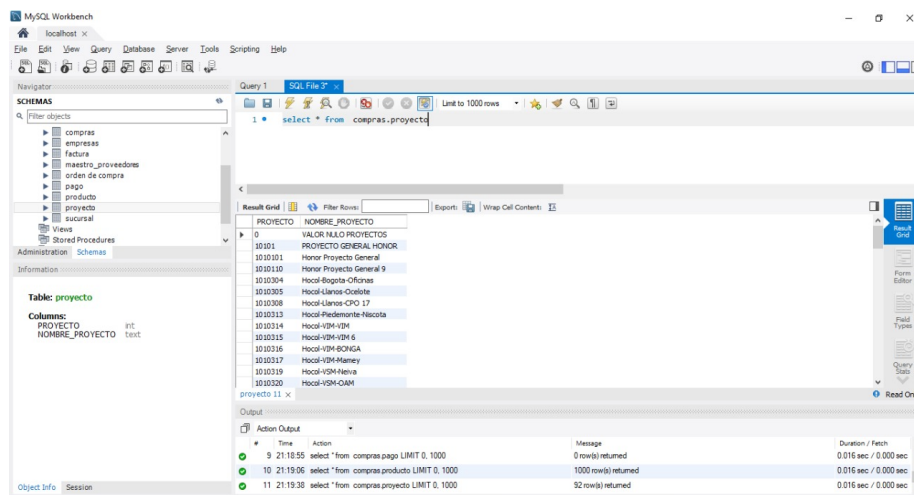 MySQL Workbench
localhost ×
File Edit View Query Database Server Tools Scripting Help
Navigator
Query 1 SQL File 3* ×
SCHEMAS
Limit to 1000 rows
Filter objects
1 select * from compras.proyecto
compras
empresas
factura
maestro_proveedores
orden de compra
pago
producto
proyecto
sucursal
Views
Stored Procedures
Administration Schemas
Information
Table: proyecto
Columns:
PROYECTO int
NOMBRE_PROYECTO text
Object Info Session
Result Grid Filter Rows: Export: Wrap Cell Content:
PROYECTO NOMBRE_PROYECTO
0 VALOR NULO PROYECTOS
10101 PROYECTO GENERAL HONOR
1010101 Honor Proyecto General
1010110 Honor Proyecto General 9
1010304 Hocol-Bogota-Oficinas
1010305 Hocol-Llanos-Ocelote
1010308 Hocol-Llanos-CPO 17
1010313 Hocol-Piedemonte-Niscota
1010314 Hocol-VIM-VIM
1010315 Hocol-VIM-VIM 6
1010316 Hocol-VIM-BONGA
1010317 Hocol-VIM-Mamey
1010319 Hocol-VSM-Neiva
1010320 Hocol-VSM-OAM
Result
Grid
Form
Editor
Field
Types
Query
Stats
proyecto 11 × Read On
Output
Action Output
# Time Action Message Duration / Fetch
9 21:18:55 select * from compras.pago LIMIT 0, 1000 0 row(s) returned 0.016 sec / 0.000 sec
10 21:19:06 select * from compras.producto LIMIT 0, 1000 1000 row(s) returned 0.016 sec / 0.000 sec
11 21:19:38 select * from compras.proyecto LIMIT 0, 1000 92 row(s) returned 0.016 sec / 0.000 sec